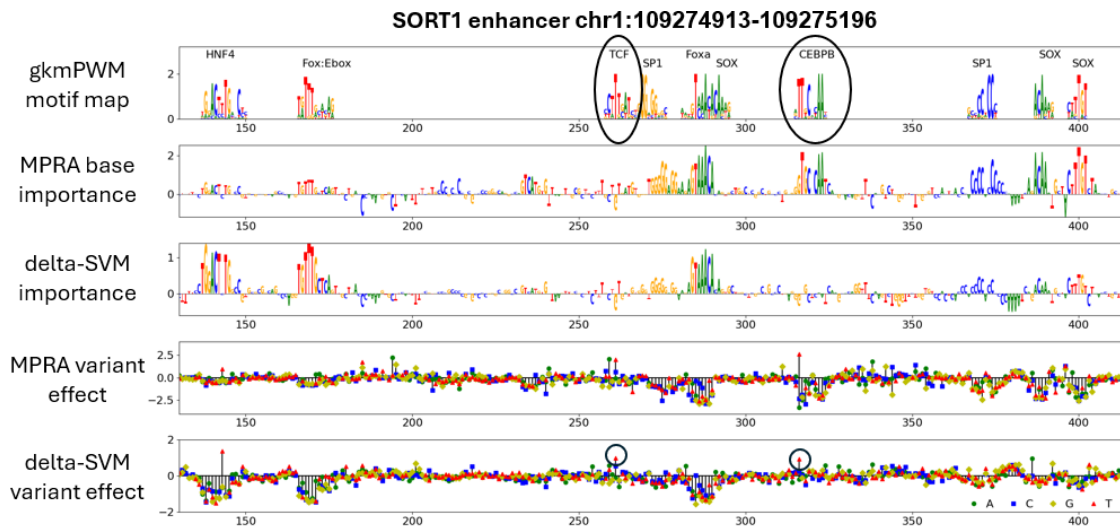 SORT1 enhancer chr1:109274913-109275196
gkmPWM
motif map
HNF4
Fox:Ebox
TCF
SP1
Foxa
SOX
CEBPB
SP1
SOX
SOX
2
0
150 200 250 300 350 400
MPRA base
importance
2
0
150 200 250 300 350 400
delta-SVM
importance
1
0
150 200 250 300 350 400
MPRA variant
effect
2.5
0.0
−2.5
150 200 250 300 350 400
delta-SVM
variant effect
2
0
−2
150 200 250 300 350 400
A C G T